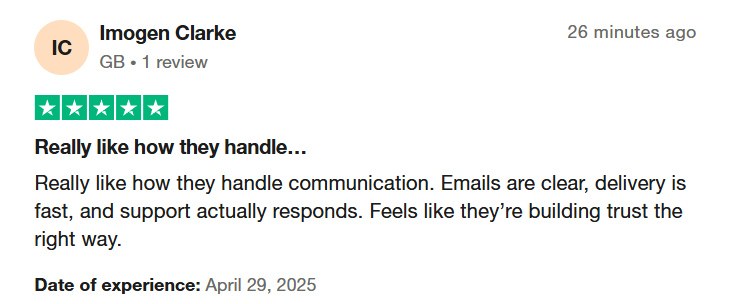 IC
Imogen Clarke
26 minutes ago
GB • 1 review
Really like how they handle…
Really like how they handle communication. Emails are clear, delivery is
fast, and support actually responds. Feels like they’re building trust the
right way.
Date of experience: April 29, 2025